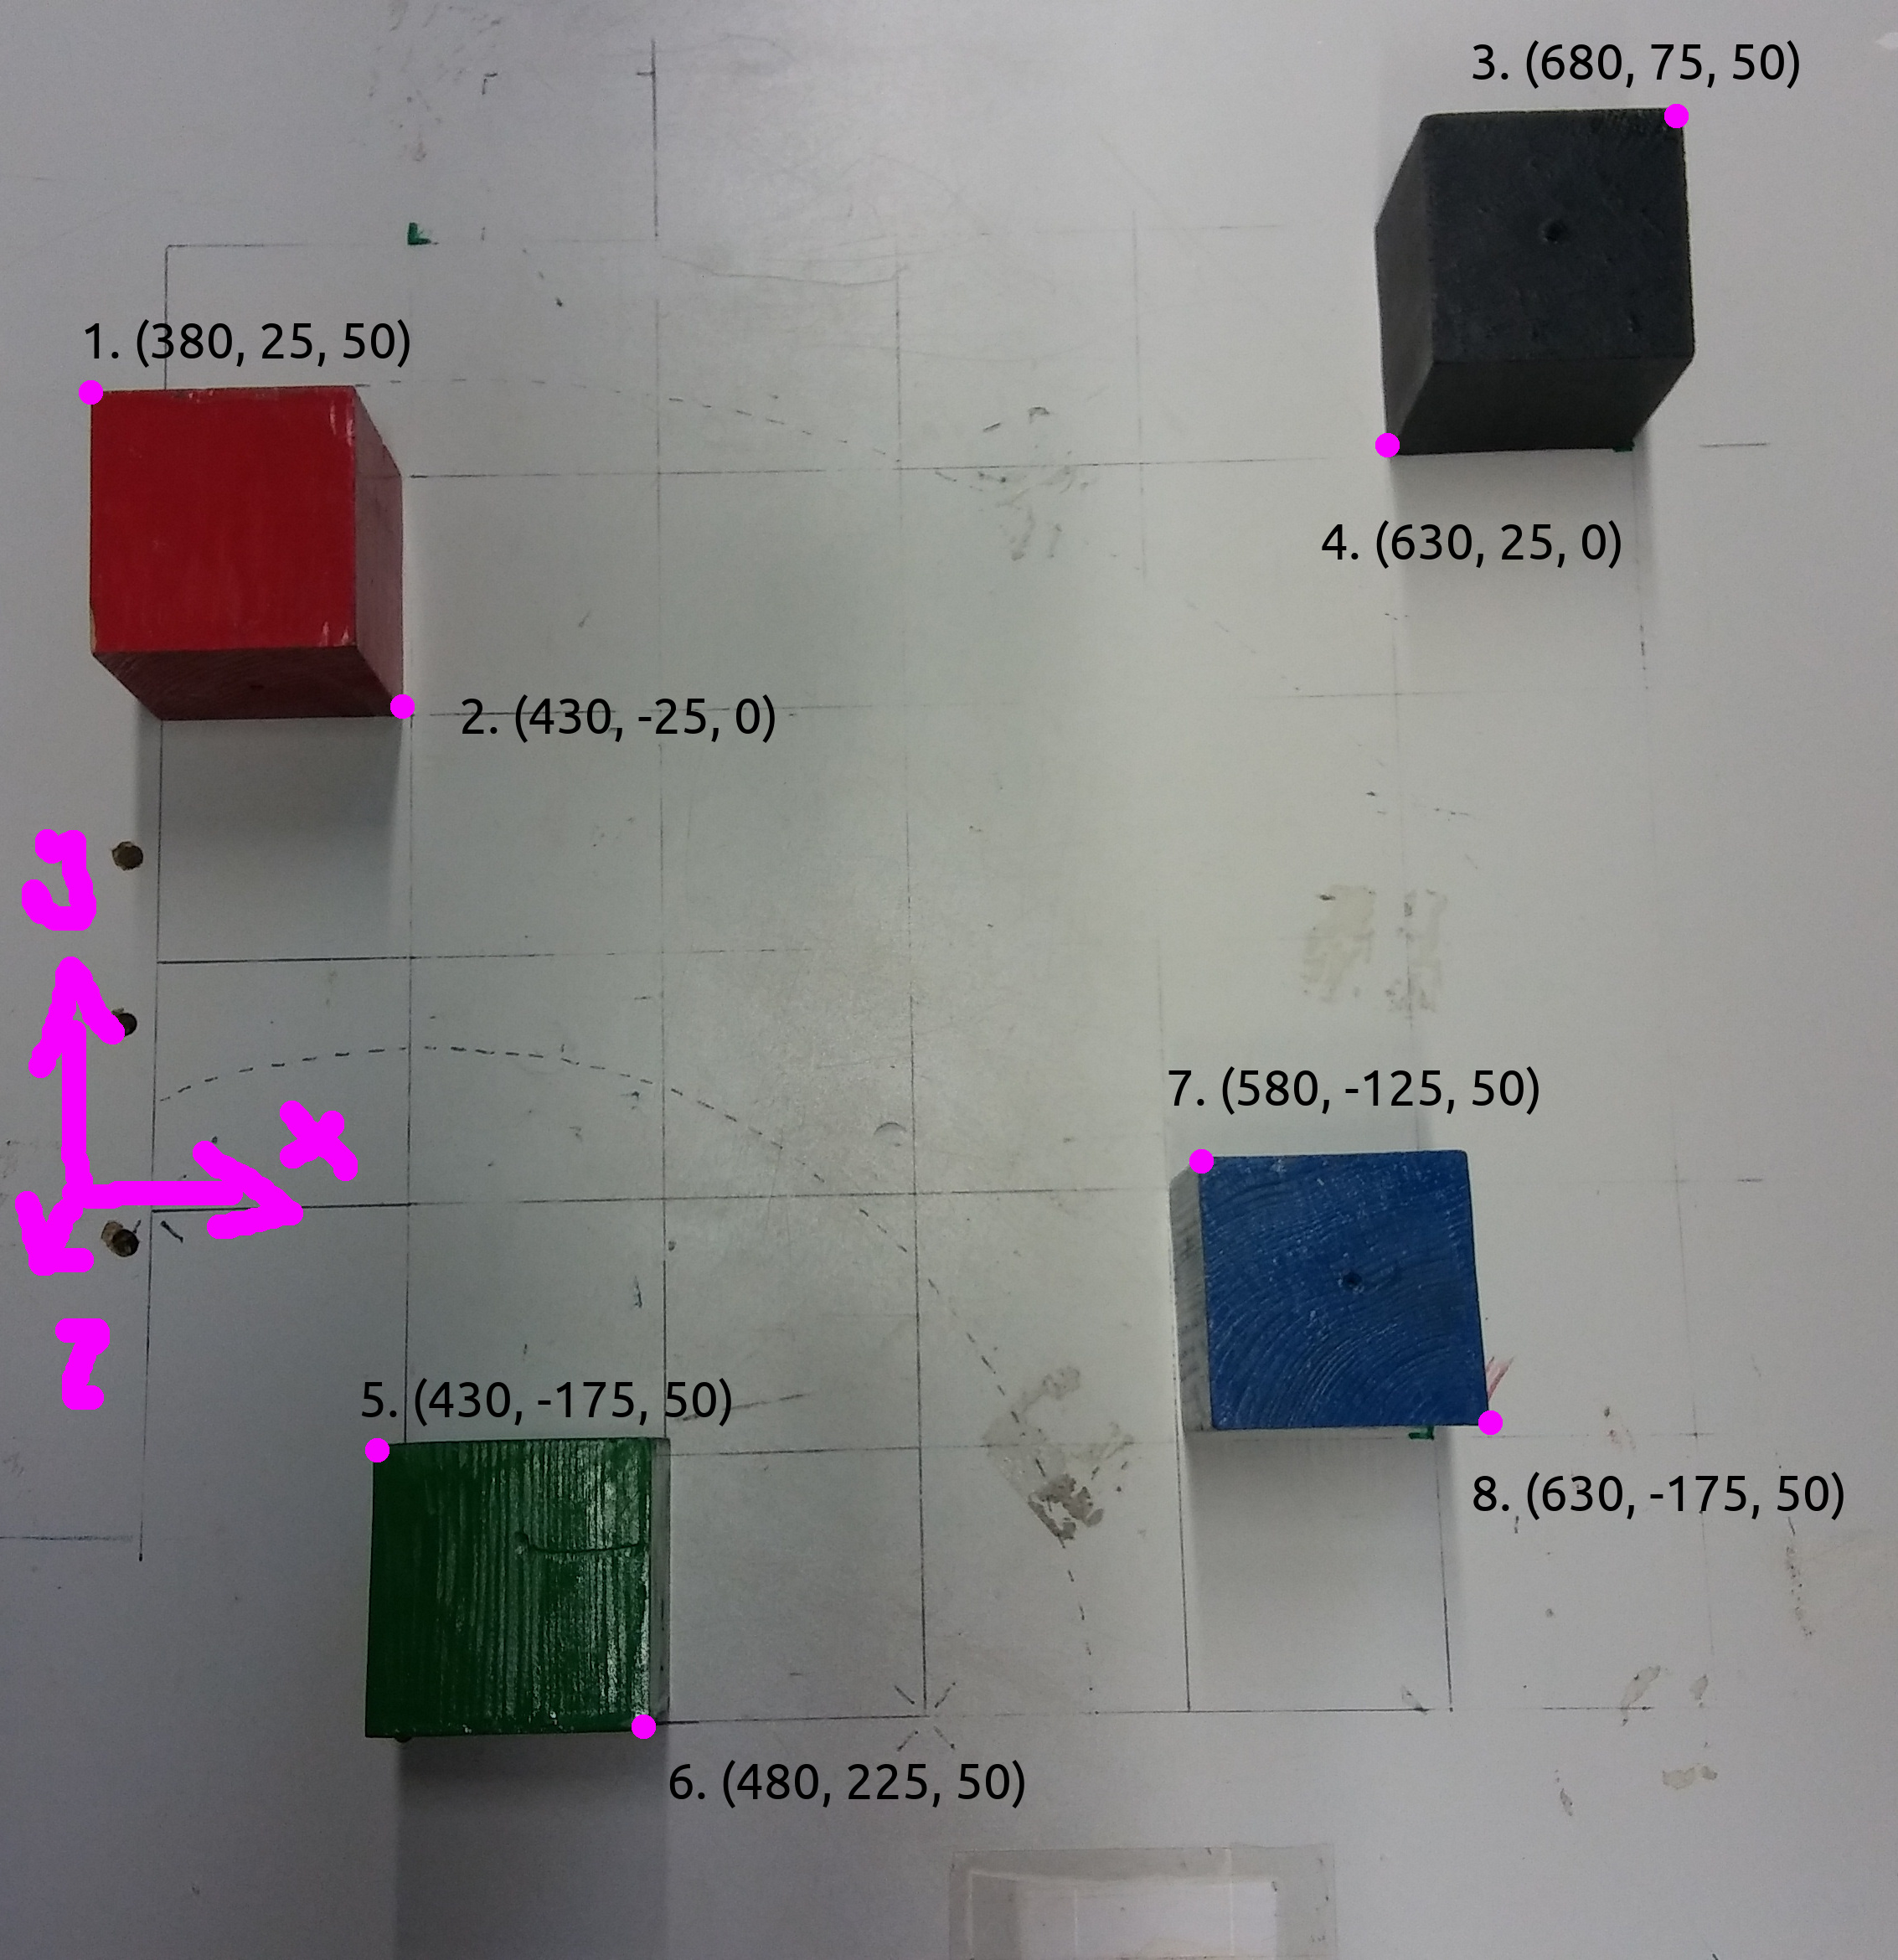 3. (680, 75, 50)
1. (380, 25, 50)
4. (630, 25, 0)
2. (430, -25, 0)
y
x
z
7. (580, -125, 50)
5. (430, -175, 50)
8. (630, -175, 50)
6. (480, 225, 50)